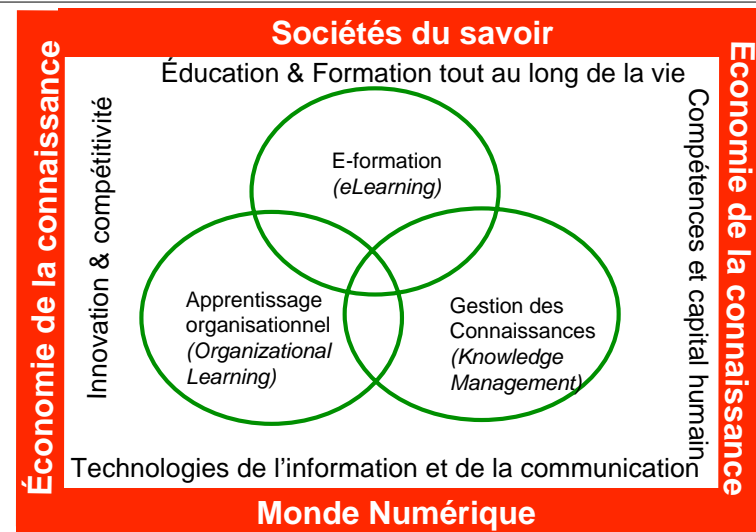 Sociétés du savoir
Éducation & Formation tout au long de la vie
Économie de la connaissance
Innovation & compétitivité
E-formation
(eLearning)
Apprentissage
organisationnel
(Organizational
Learning)
Gestion des
Connaissances
(Knowledge
Management)
Compétences et capital humain
Economie de la connaissance
Technologies de l’information et de la communication
Monde Numérique